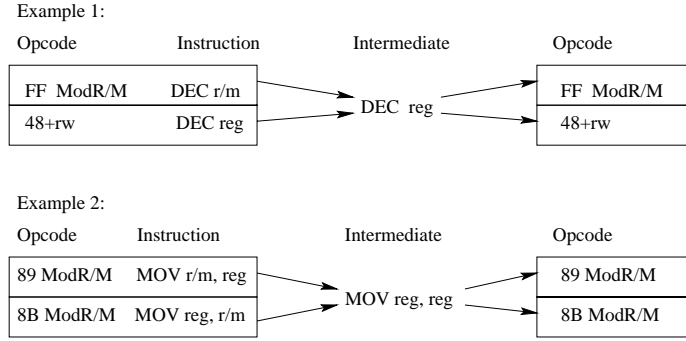 Example 1:
Opcode Instruction Intermediate Opcode
FF ModR/M DEC r/m FF ModR/M
DEC reg
48+rw DEC reg 48+rw
Example 2:
Opcode Instruction Intermediate Opcode
89 ModR/M MOV r/m, reg 89 ModR/M
MOV reg, reg
8B ModR/M MOV reg, r/m 8B ModR/M